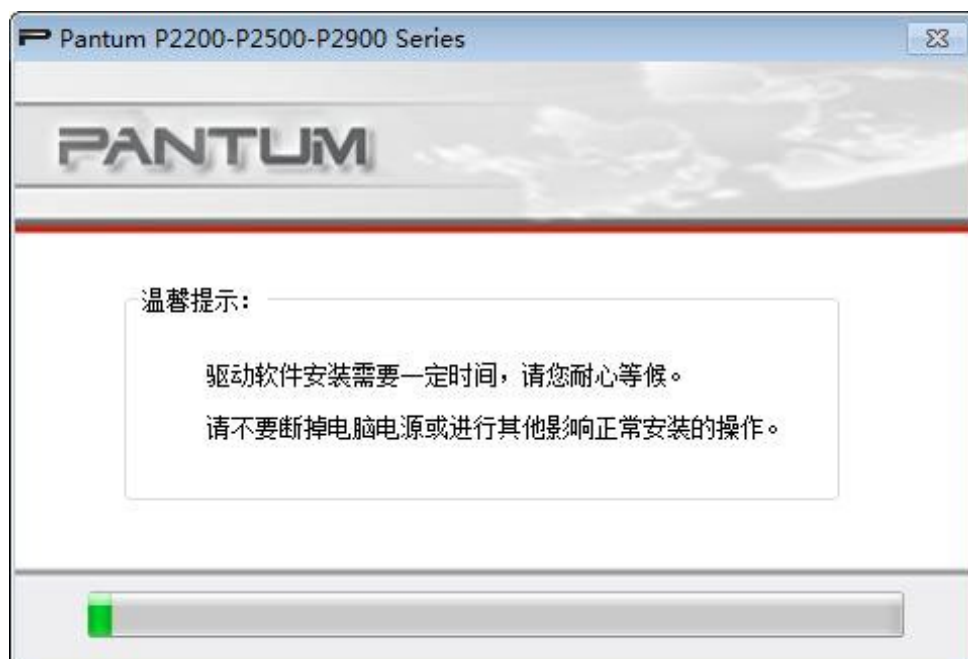 Pantum P2200-P2500-P2900 Series
PANTUM
温馨提示：
驱动软件安装需要一定时间，请您耐心等候。
请不要断掉电脑电源或进行其他影响正常安装的操作。